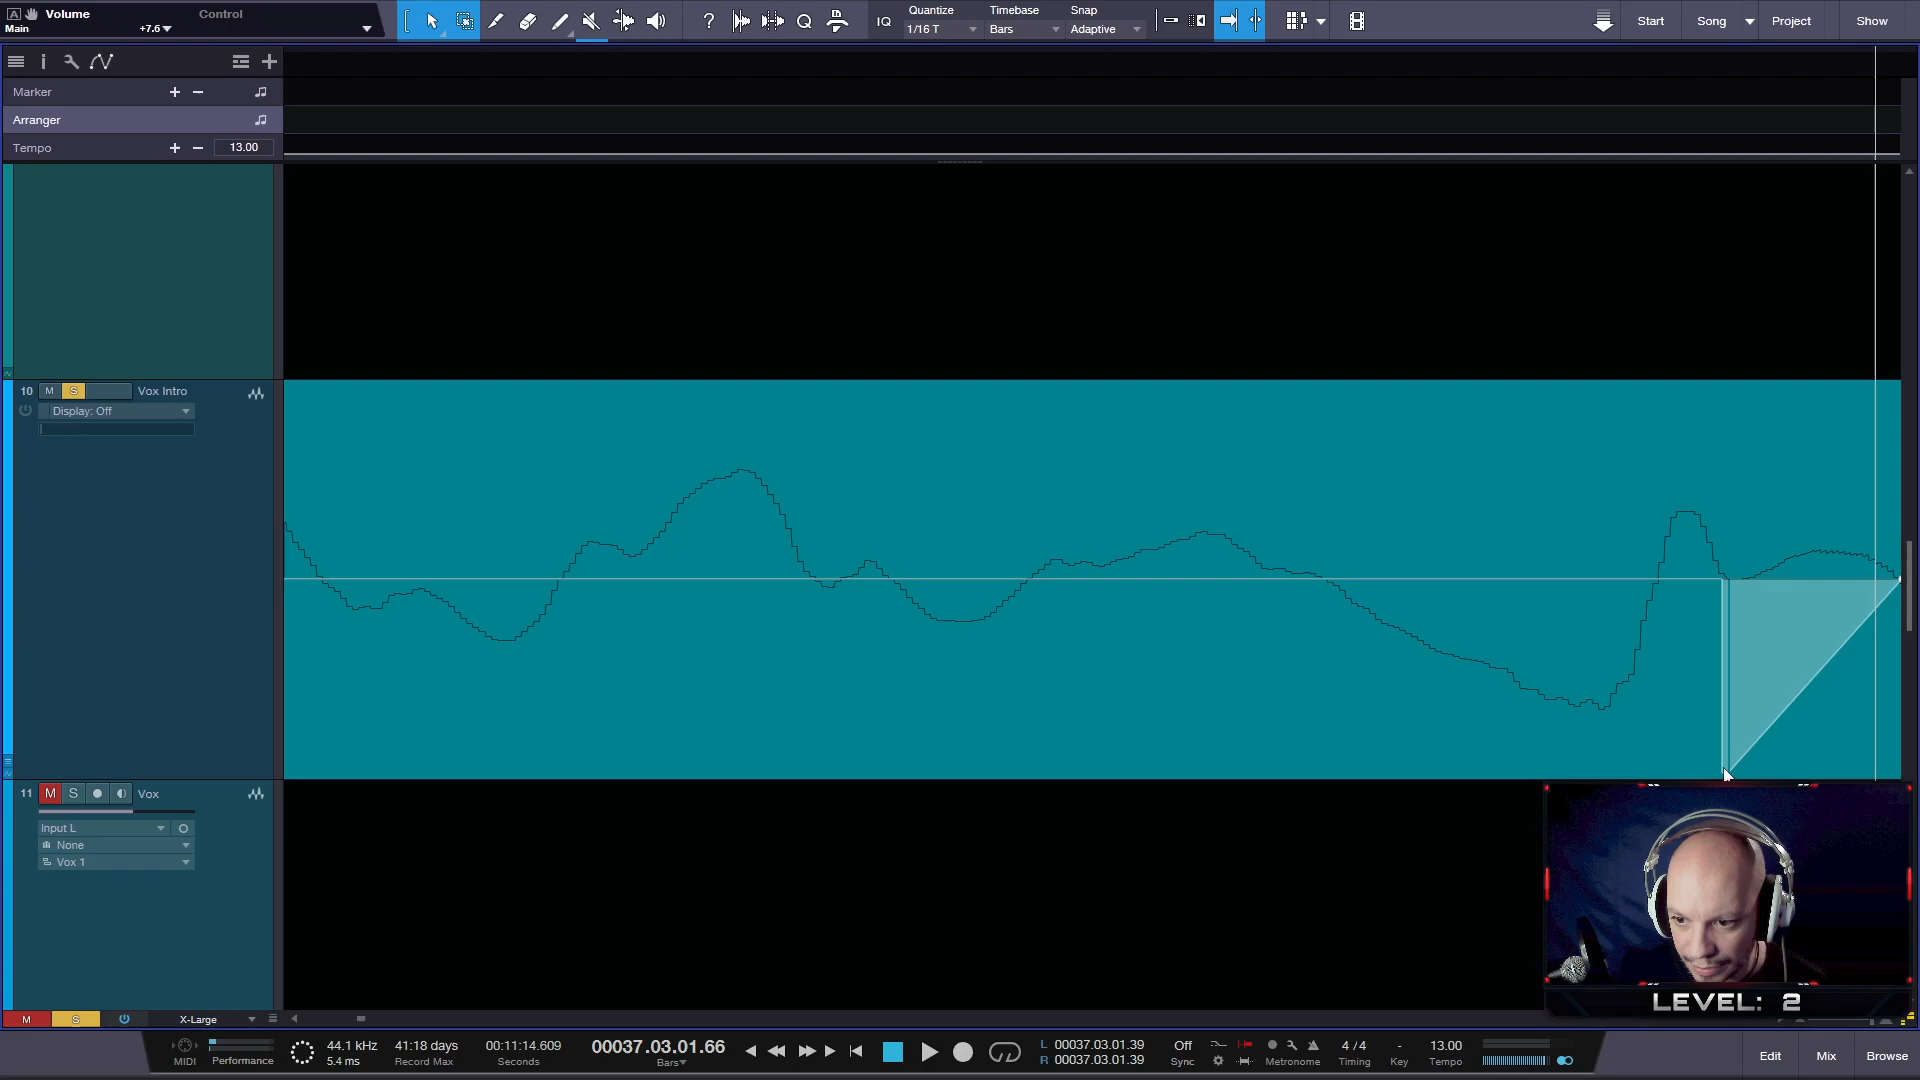 Volume
Control
Main
+7.6
IQ
Quantize
1/16 T
Timebase
Bars
Snap
Adaptive
Start
Song
Project
Show
Marker
Arranger
Tempo
13.00
10
M
S
Vox Intro
Display: Off
11
M
S
Vox
Input L
None
Vox 1
LEVEL: 2
M
S
X-Large
MIDI
Performance
44.1 kHz
5.4 ms
41:18 days
Record Max
00:11:14.609
Seconds
00037.03.01.66
Bars
L 00037.03.01.39
R 00037.03.01.39
Off
Sync
Metronome
4 / 4
Timing
-
Key
13.00
Tempo
Edit
Mix
Browse